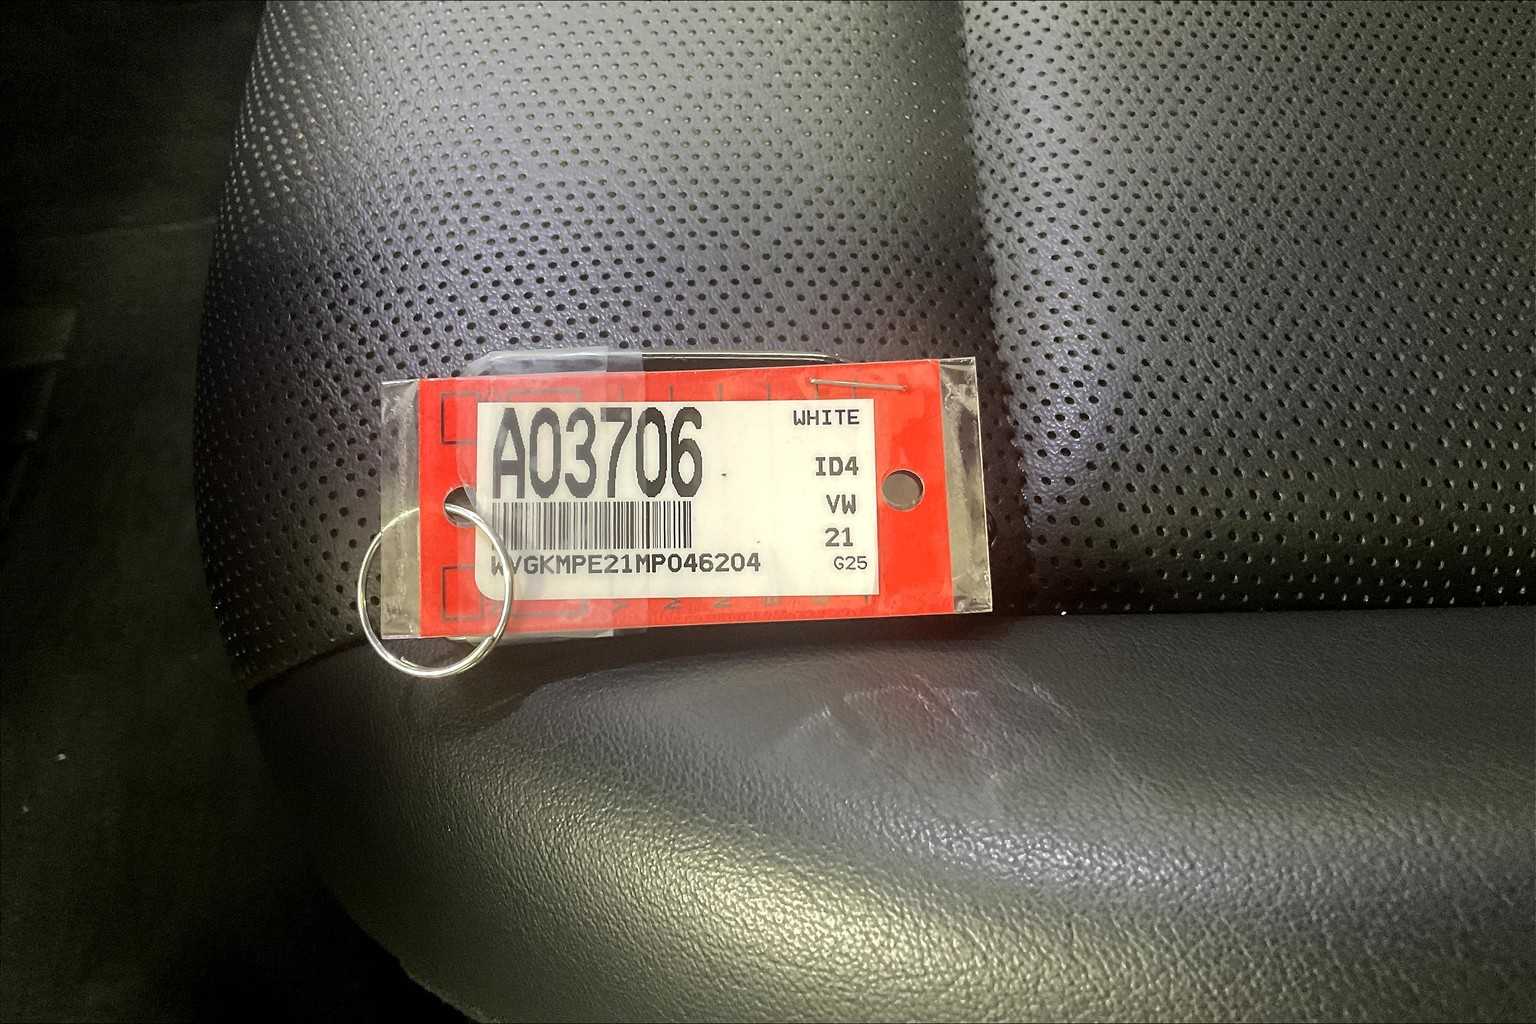 A03706
WHITE
ID4
VW
21
WVGKMPE21MP046204
G25